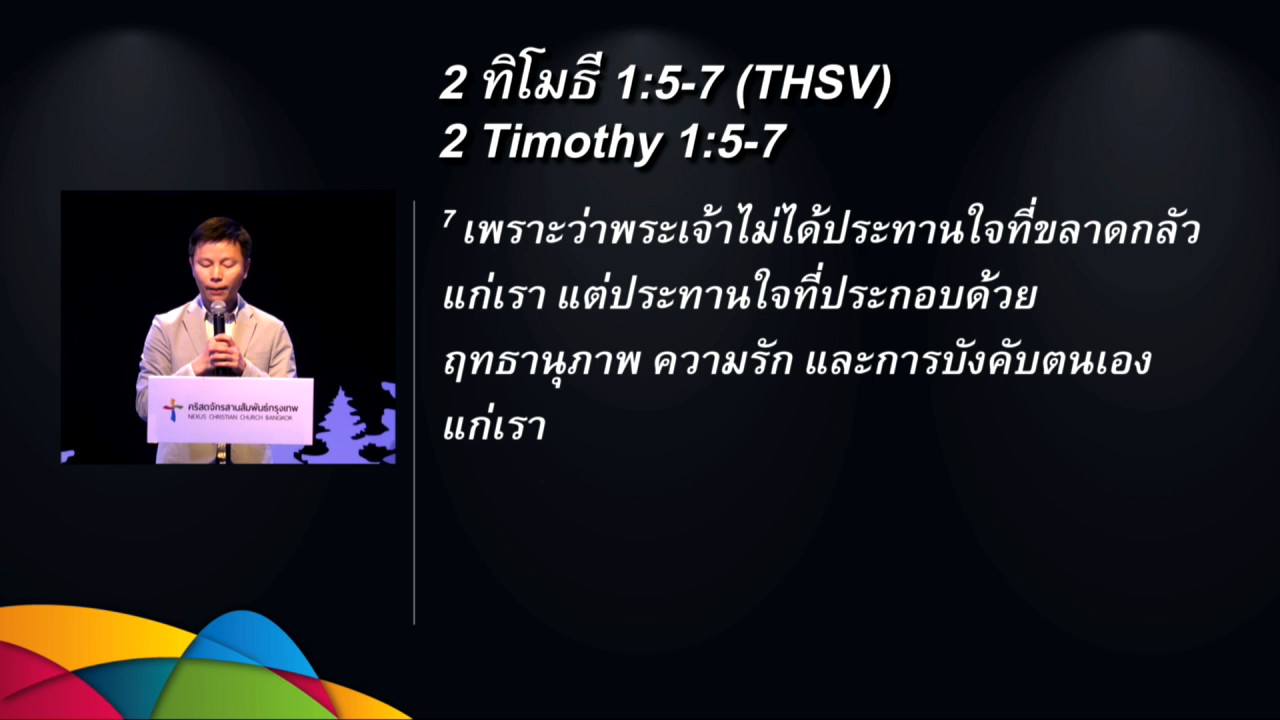 2 ทิโมธี 1:5-7 (THSV)
2 Timothy 1:5-7
7 เพราะว่าพระเจ้าไม่ได้ประทานใจที่ขลาดกลัว
แก่เรา แต่ประทานใจที่ประกอบด้วย
ฤทธานุภาพ ความรัก และการบังคับตนเอง
แก่เรา
คริสตจักรสานสัมพันธ์กรุงเทพ
NEXUS CHRISTIAN CHURCH BANGKOK